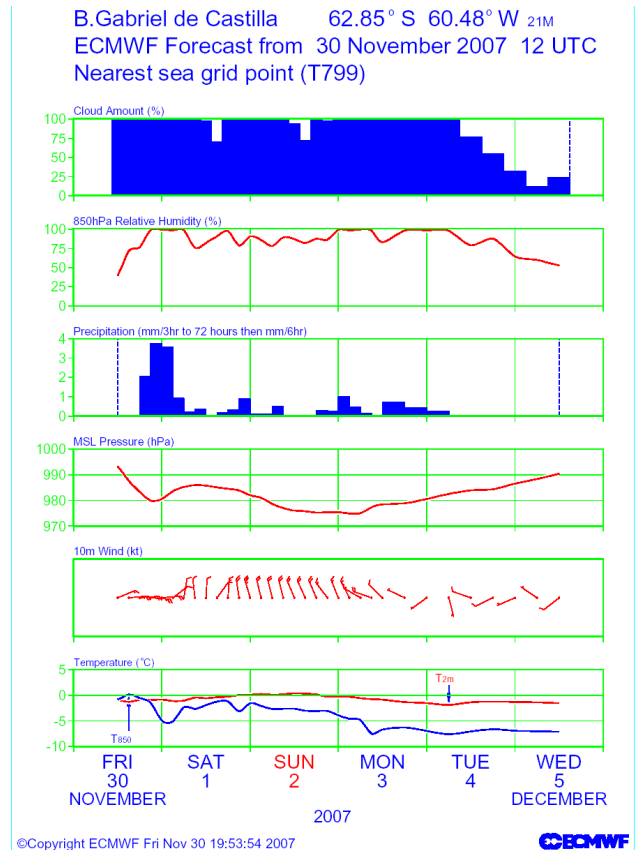 B.Gabriel de Castilla 62.85° S 60.48° W 21M
ECMWF Forecast from 30 November 2007 12 UTC
Nearest sea grid point (T799)
Cloud Amount (%)
100
75
50
25
0
850hPa Relative Humidity (%)
100
75
50
25
0
Precipitation (mm/3hr to 72 hours then mm/6hr)
4
3
2
1
0
MSL Pressure (hPa)
1000
990
980
970
10m Wind (kt)
Temperature (°C)
5
0
-5
-10
T2m
T850
FRI SAT SUN MON TUE WED
30 1 2 3 4 5
NOVEMBER DECEMBER
2007
©Copyright ECMWF Fri Nov 30 19:53:54 2007
ECMWF